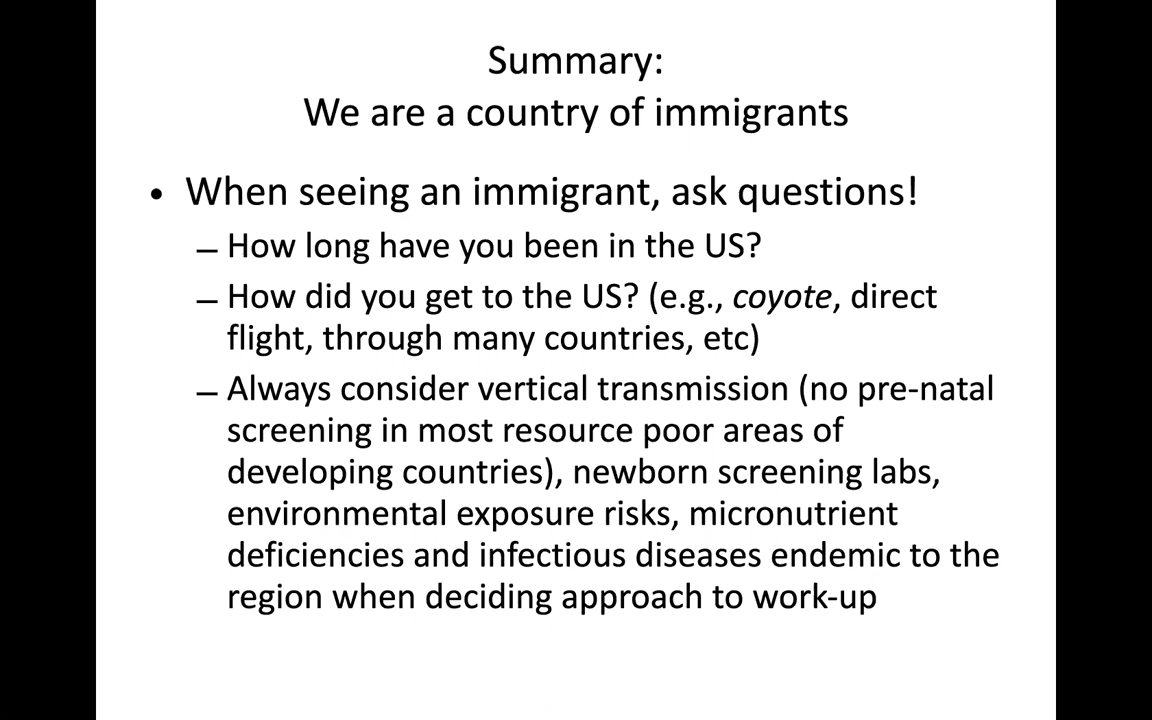 Summary:
We are a country of immigrants
• When seeing an immigrant, ask questions!
– How long have you been in the US?
– How did you get to the US? (e.g., coyote, direct
flight, through many countries, etc)
– Always consider vertical transmission (no pre-natal
screening in most resource poor areas of
developing countries), newborn screening labs,
environmental exposure risks, micronutrient
deficiencies and infectious diseases endemic to the
region when deciding approach to work-up